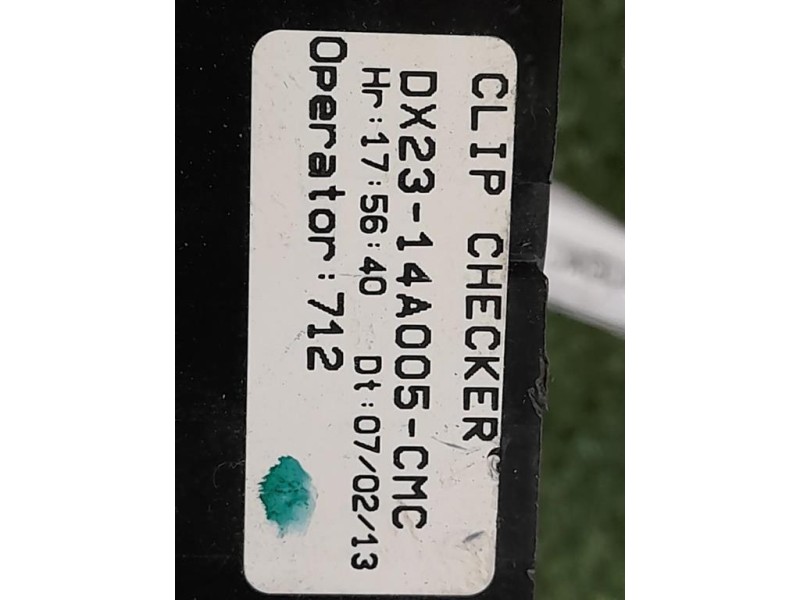 CLIP CHECKER
DX23-14A005-CMC
Hr:17:56:40 Dt:07/02/13
Operator:712